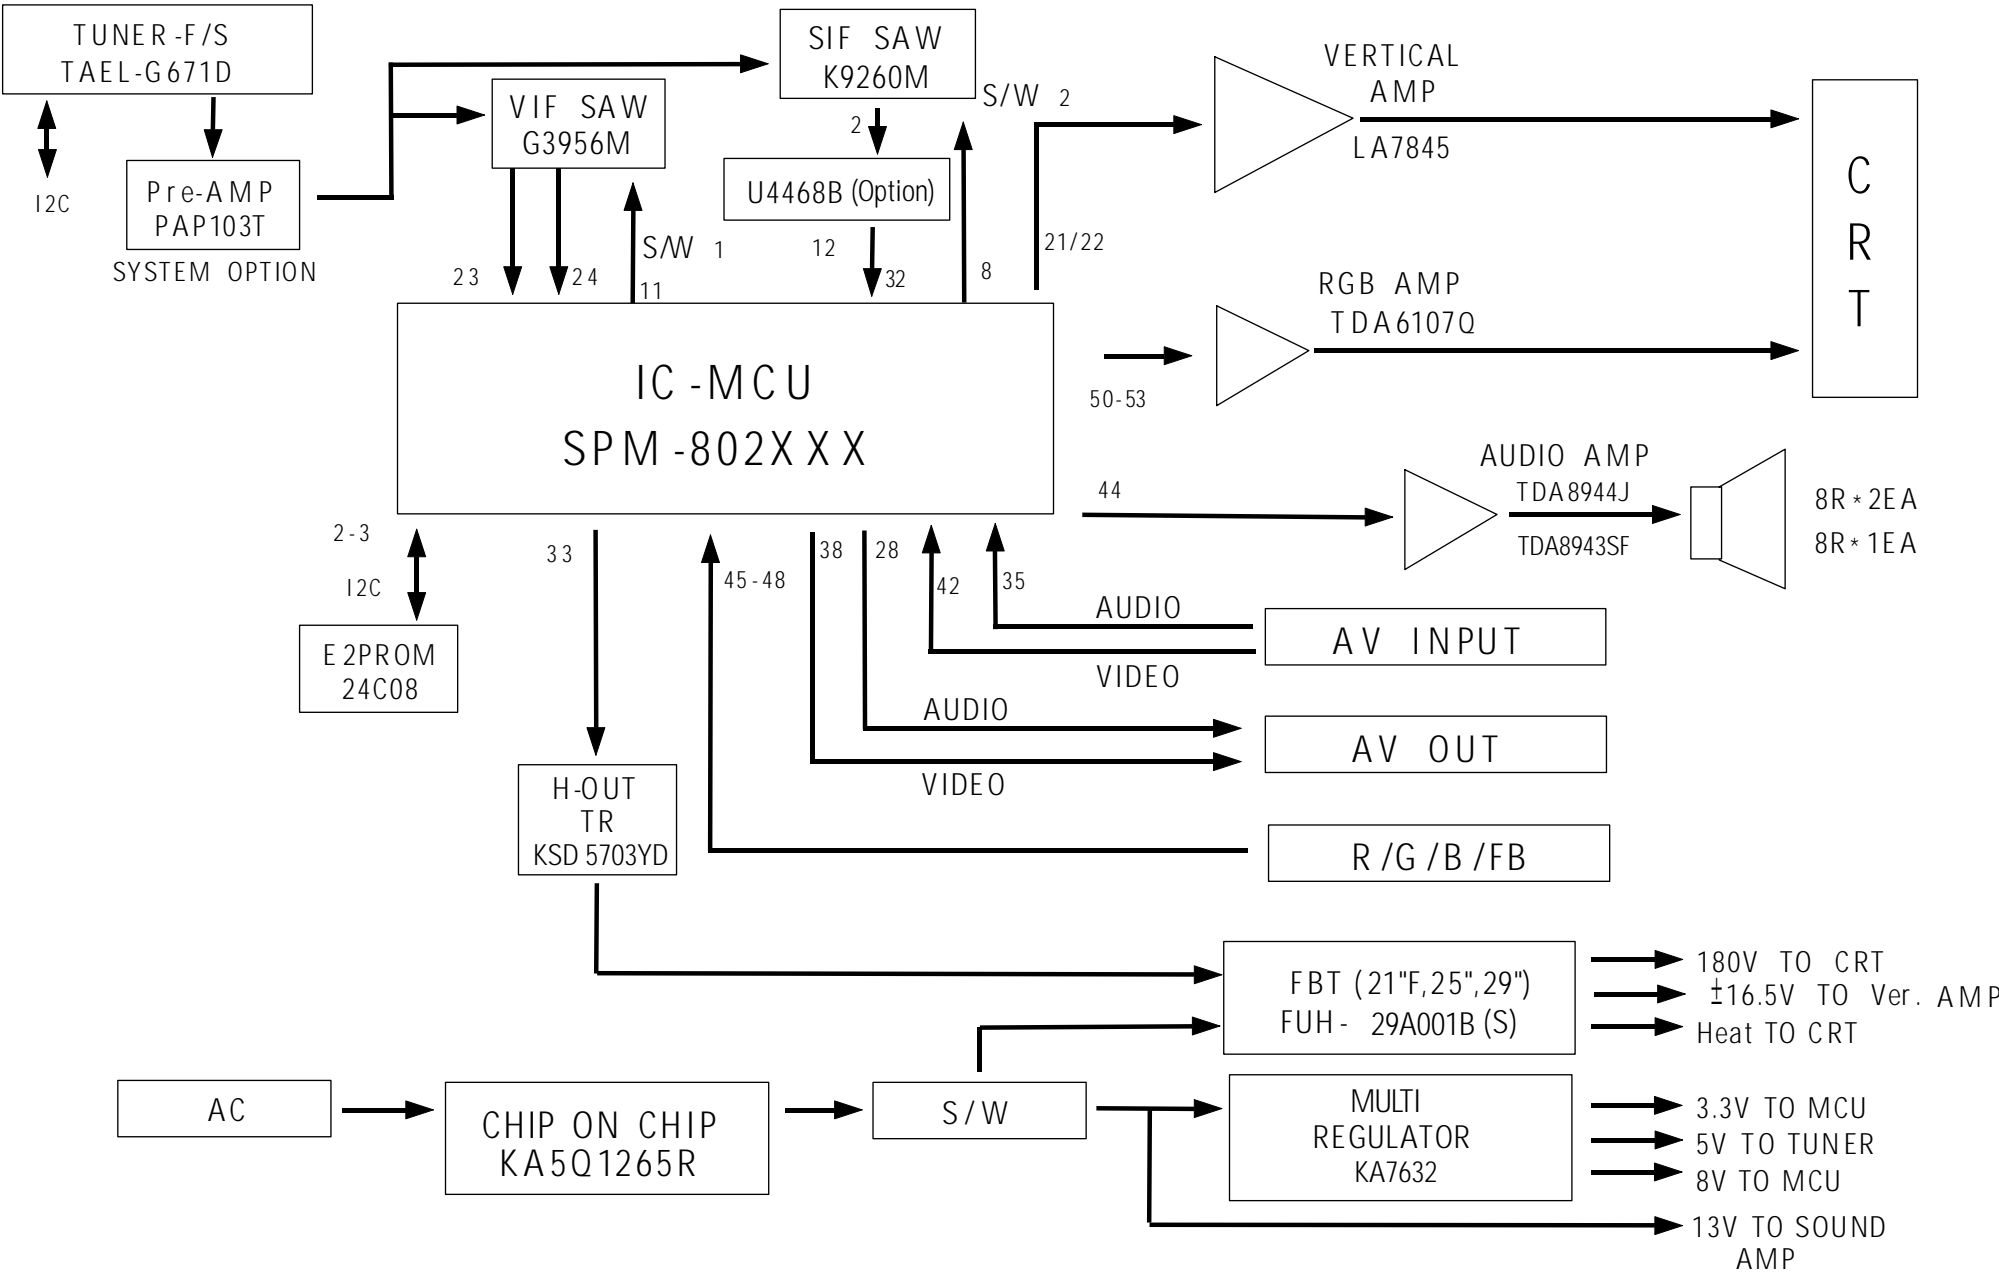 TUNER-F/S
TAEL-G671D
I2C
Pre-AMP
PAP103T
SYSTEM OPTION
VIF SAW
G3956M
SIF SAW
K9260M
S/W 2
2
U4468B (Option)
S/W 1
23
24
11
12
32
8
21/22
VERTICAL
AMP
LA7845
RGB AMP
TDA6107Q
50-53
C
R
T
IC-MCU
SPM-802XXX
44
AUDIO AMP
TDA8944J
TDA8943SF
8R*2EA
8R*1EA
2-3
I2C
E2PROM
24C08
33
45-48
38
28
42
35
AUDIO
VIDEO
AV INPUT
AUDIO
VIDEO
AV OUT
H-OUT
TR
KSD5703YD
R/G/B/FB
FBT (21"F,25",29")
FUH- 29A001B (S)
180V TO CRT
±16.5V TO Ver. AMP
Heat TO CRT
AC
CHIP ON CHIP
KA5Q1265R
S/W
MULTI
REGULATOR
KA7632
3.3V TO MCU
5V TO TUNER
8V TO MCU
13V TO SOUND
AMP